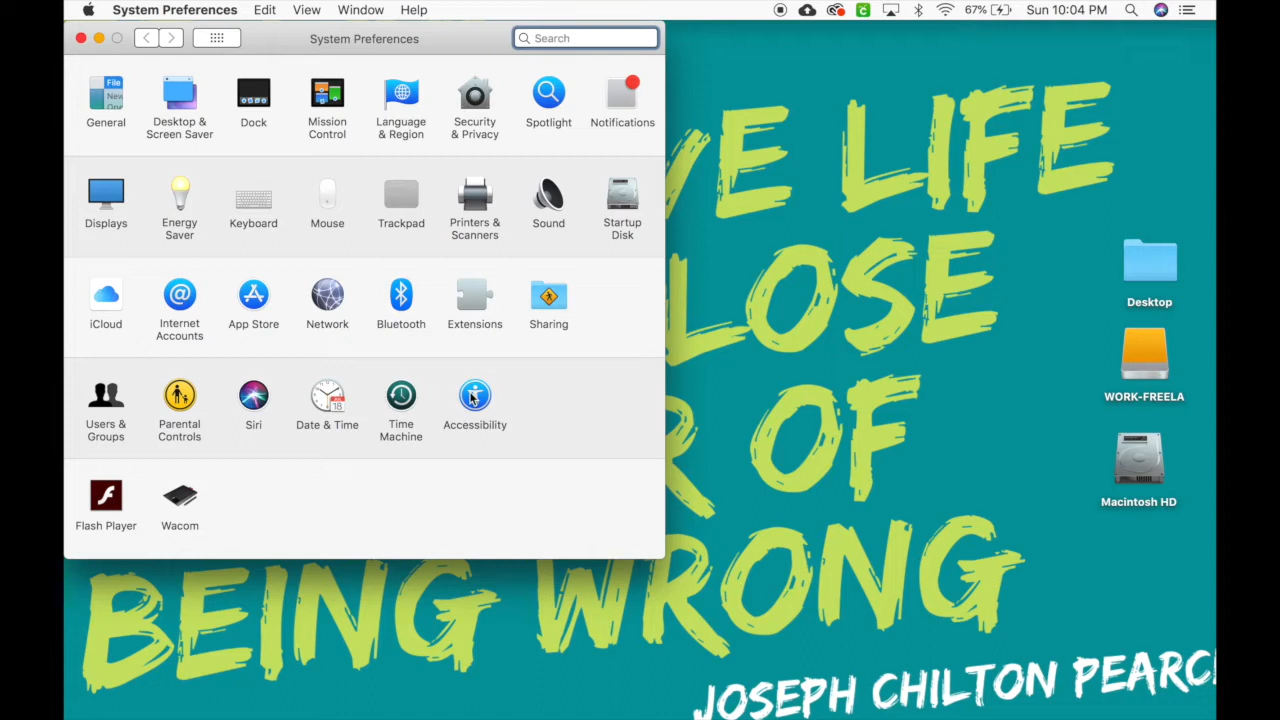 System Preferences Edit View Window Help 67% Sun 10:04 PM
System Preferences
Search
File
New
General
Desktop &
Screen Saver
Dock
Mission
Control
Language
& Region
Security
& Privacy
Spotlight
Notifications
Displays
Energy
Saver
Keyboard
Mouse
Trackpad
Printers &
Scanners
Sound
Startup
Disk
iCloud
Internet
Accounts
App Store
Network
Bluetooth
Extensions
Sharing
Users &
Groups
Parental
Controls
Siri
18
Date & Time
Time
Machine
Accessibility
Flash Player
Wacom
VE LIFE
LOSE
R OF
BEING WRONG
JOSEPH CHILTON PEARC
Desktop
WORK-FREELA
Macintosh HD